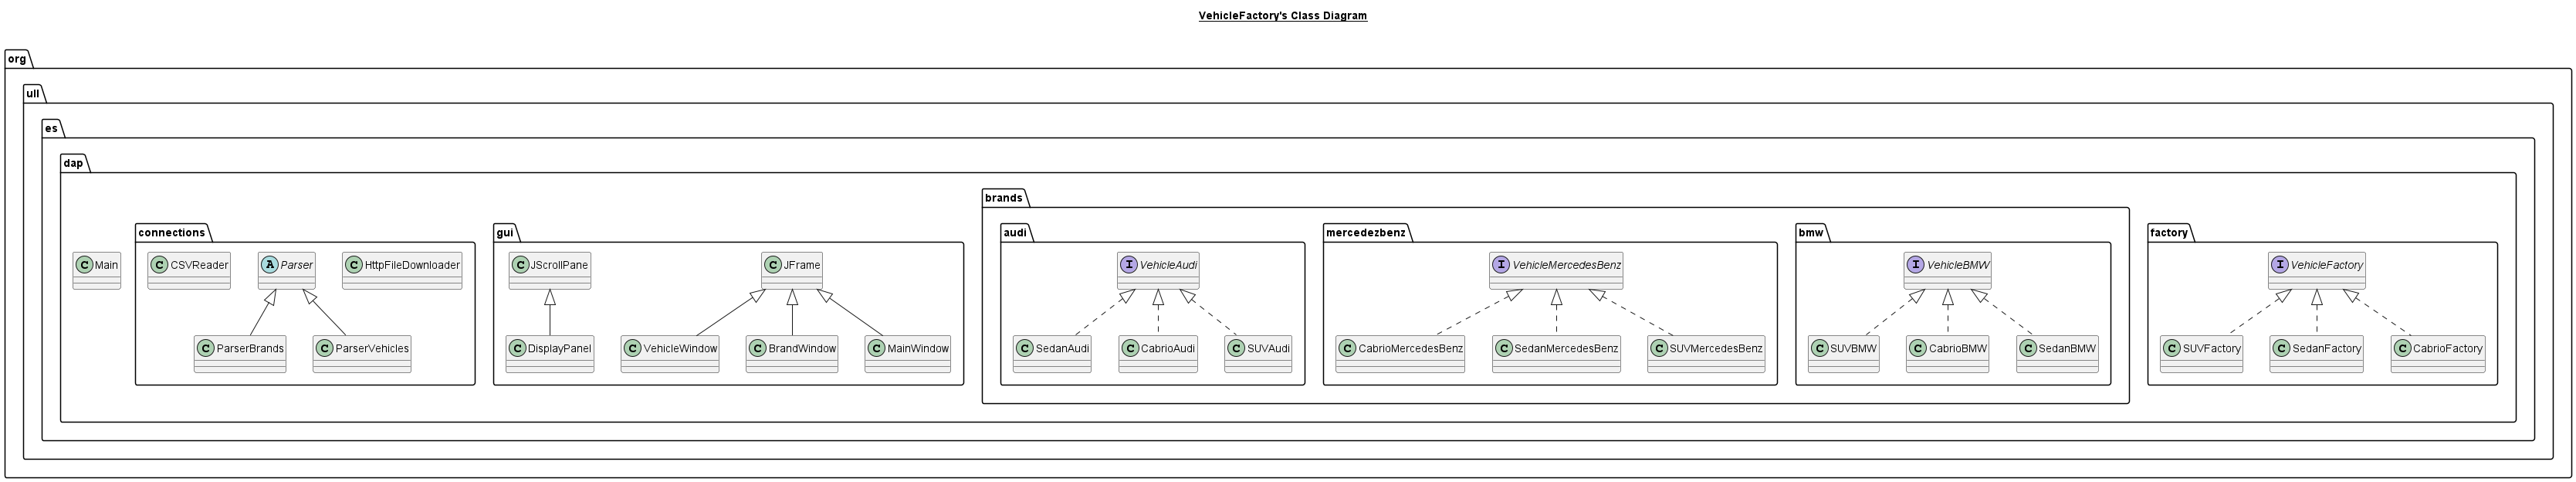 VehicleFactory's Class Diagram
org
ull
es
dap
brands
connections
gui
audi
mercedezbenz
bmw
factory
C Main
C CSVReader
A Parser
C HttpFileDownloader
C JScrollPane
C JFrame
I VehicleAudi
I VehicleMercedesBenz
I VehicleBMW
I VehicleFactory
C ParserBrands
C ParserVehicles
C DisplayPanel
C VehicleWindow
C BrandWindow
C MainWindow
C SedanAudi
C CabrioAudi
C SUVAudi
C CabrioMercedesBenz
C SedanMercedesBenz
C SUVMercedesBenz
C SUVBMW
C CabrioBMW
C SedanBMW
C SUVFactory
C SedanFactory
C CabrioFactory